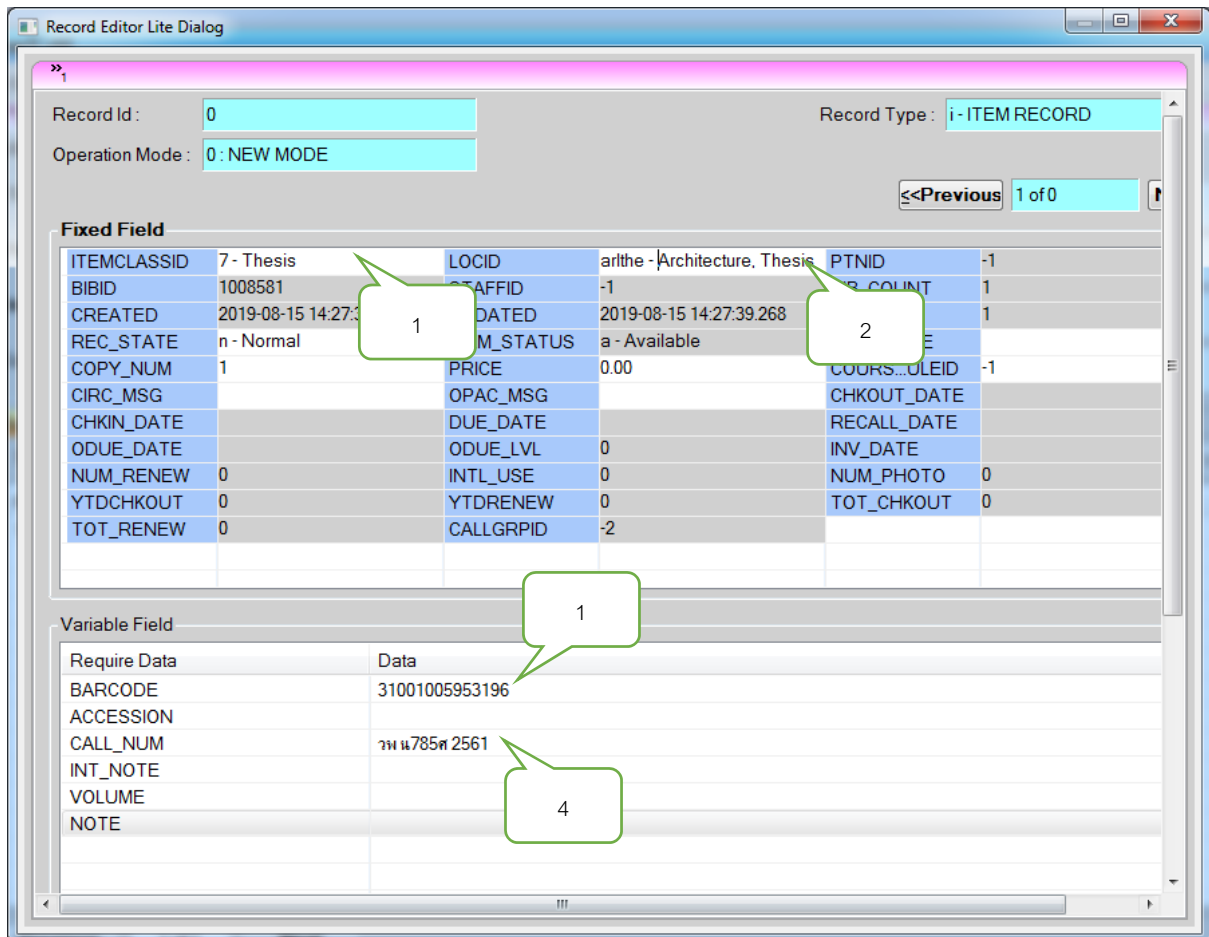 Record Editor Lite Dialog
»1
Record Id : 0 Record Type : i - ITEM RECORD
Operation Mode : 0 : NEW MODE
<<Previous 1 of 0
Fixed Field
ITEMCLASSID 7 - Thesis LOCID arlthe - Architecture, Thesis PTNID -1
BIBID 1008581 -1 1
CREATED 2019-08-15 14:27:3 2019-08-15 14:27:39.268 1
1 2
REC_STATE n - Normal M_STATUS a - Available E
COPY_NUM 1 PRICE 0.00 COURS...ULEID -1
CIRC_MSG OPAC_MSG CHKOUT_DATE
CHKIN_DATE DUE_DATE RECALL_DATE
ODUE_DATE ODUE_LVL 0 INV_DATE
NUM_RENEW 0 INTL_USE 0 NUM_PHOTO 0
YTDCHKOUT 0 YTDRENEW 0 TOT_CHKOUT 0
TOT_RENEW 0 CALLGRPID -2
1
Variable Field
Require Data Data
BARCODE 31001005953196
ACCESSION
CALL_NUM วพ น785ศ 2561
INT_NOTE
VOLUME
4
NOTE